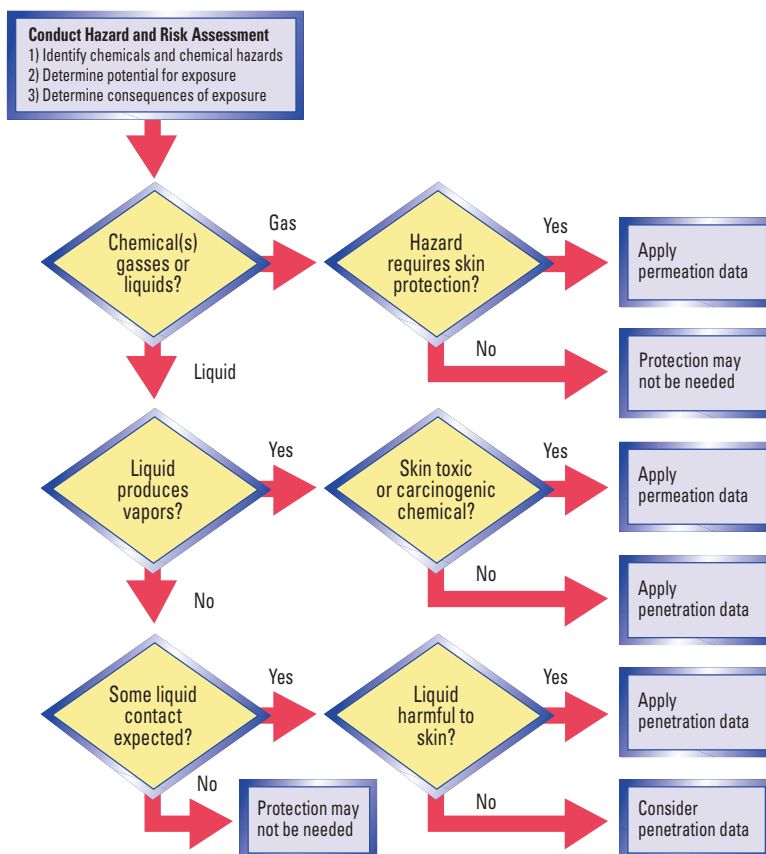 Conduct Hazard and Risk Assessment
1) Identify chemicals and chemical hazards
2) Determine potential for exposure
3) Determine consequences of exposure
Chemical(s)
gasses or
liquids?
Gas
Hazard
requires skin
protection?
Yes
Apply
permeation data
No
Protection may
not be needed
Liquid
Liquid
produces
vapors?
Yes
Skin toxic
or carcinogenic
chemical?
Yes
Apply
permeation data
No
Apply
penetration data
No
Some liquid
contact
expected?
Yes
Liquid
harmful to
skin?
Yes
Apply
penetration data
No
Protection may
not be needed
No
Consider
penetration data